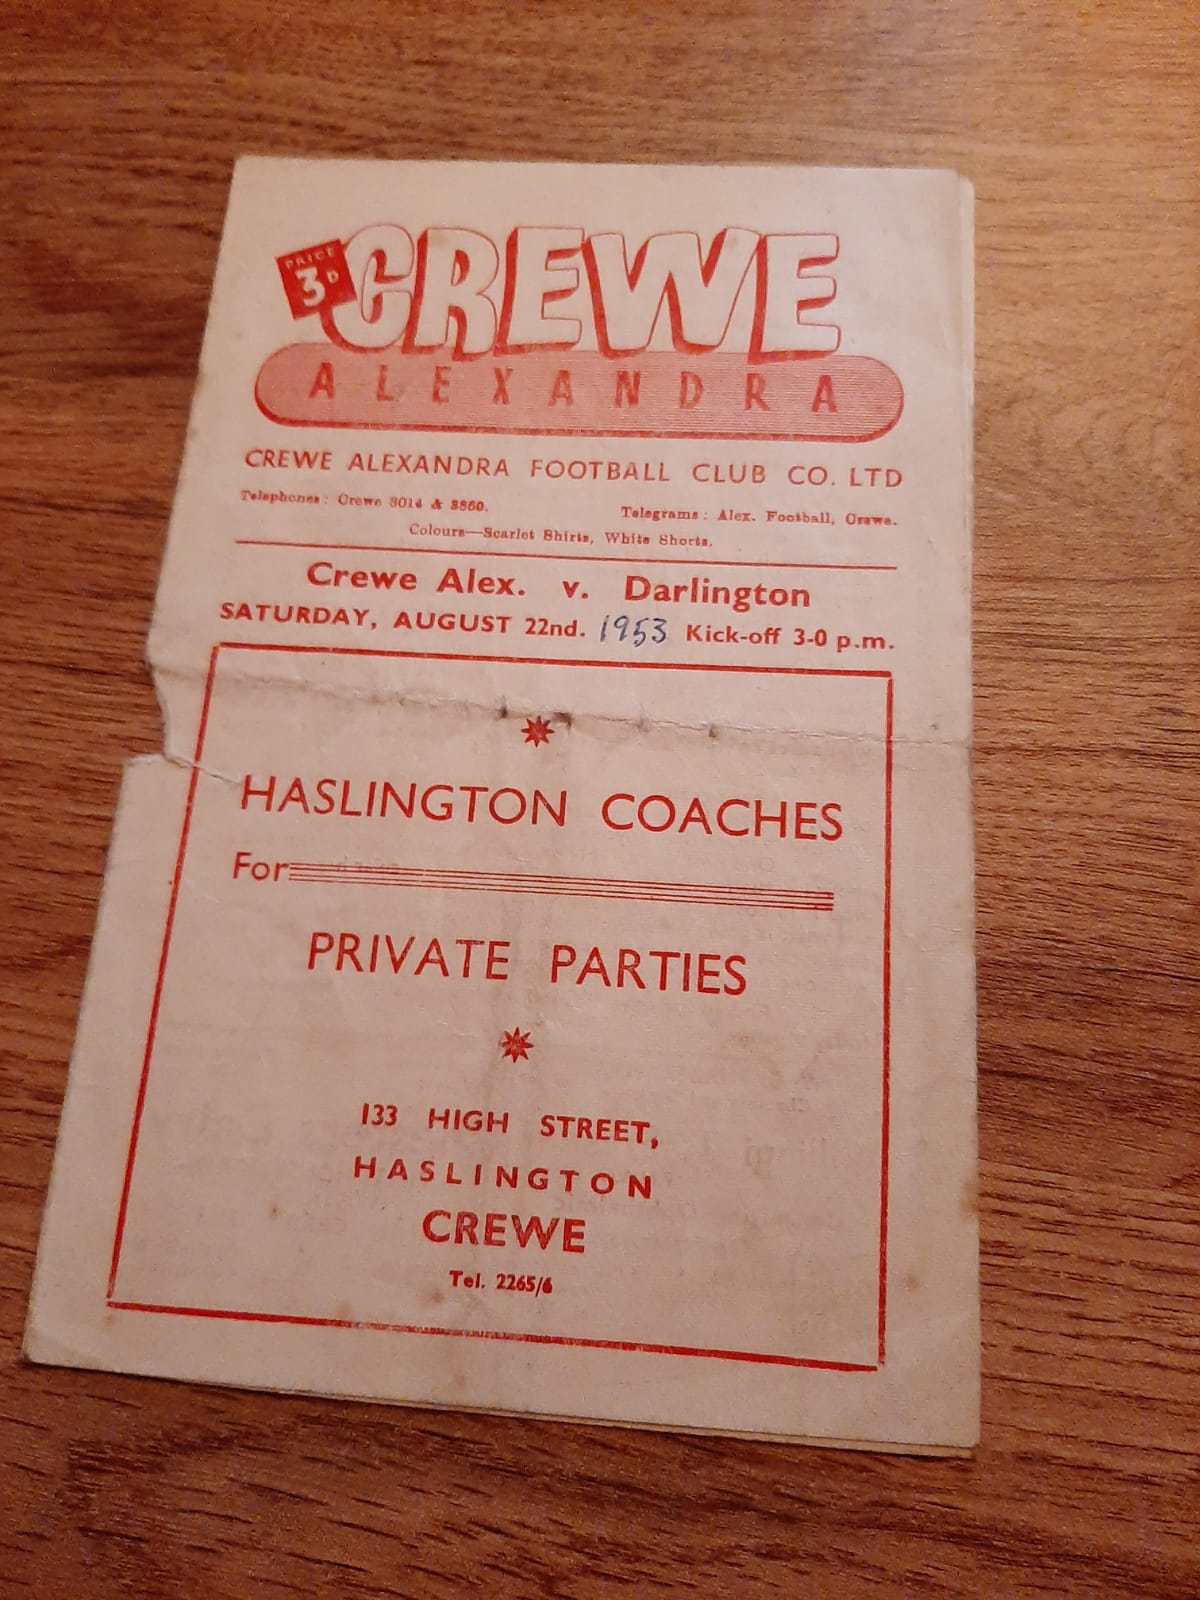 PRICE
3D
CREWE
ALEXANDRA
CREWE ALEXANDRA FOOTBALL CLUB CO. LTD
Telephones: Crewe 3014 & 3860. Telegrams: Alex. Football, Crewe.
Colours—Scarlet Shirts, White Shorts.
Crewe Alex. v. Darlington
SATURDAY, AUGUST 22nd. 1953 Kick-off 3-0 p.m.
HASLINGTON COACHES
For
PRIVATE PARTIES
133 HIGH STREET,
HASLINGTON
CREWE
Tel. 2265/6